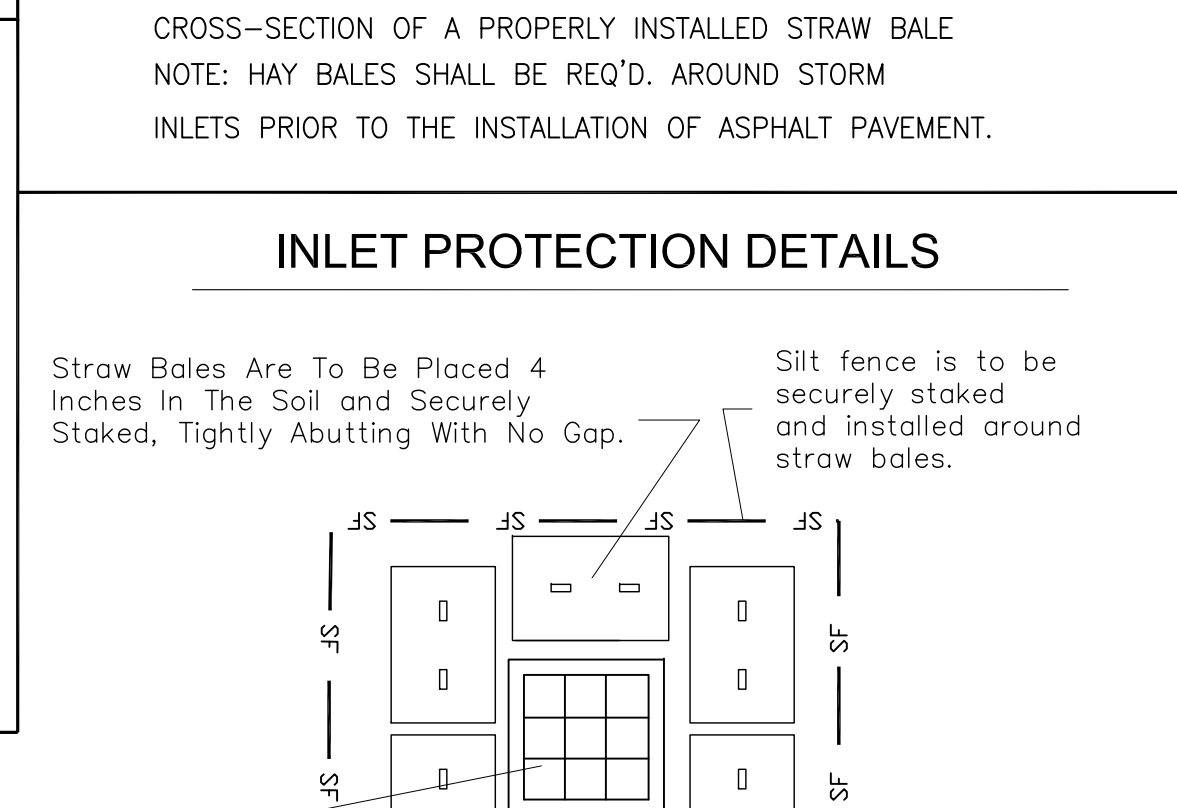 CROSS-SECTION OF A PROPERLY INSTALLED STRAW BALE
NOTE: HAY BALES SHALL BE REQ'D. AROUND STORM
INLETS PRIOR TO THE INSTALLATION OF ASPHALT PAVEMENT.
INLET PROTECTION DETAILS
Straw Bales Are To Be Placed 4
Inches In The Soil and Securely
Staked, Tightly Abutting With No Gap.
Silt fence is to be
securely staked
and installed around
straw bales.
SF SF SF SF
SF
SF
SF
SF